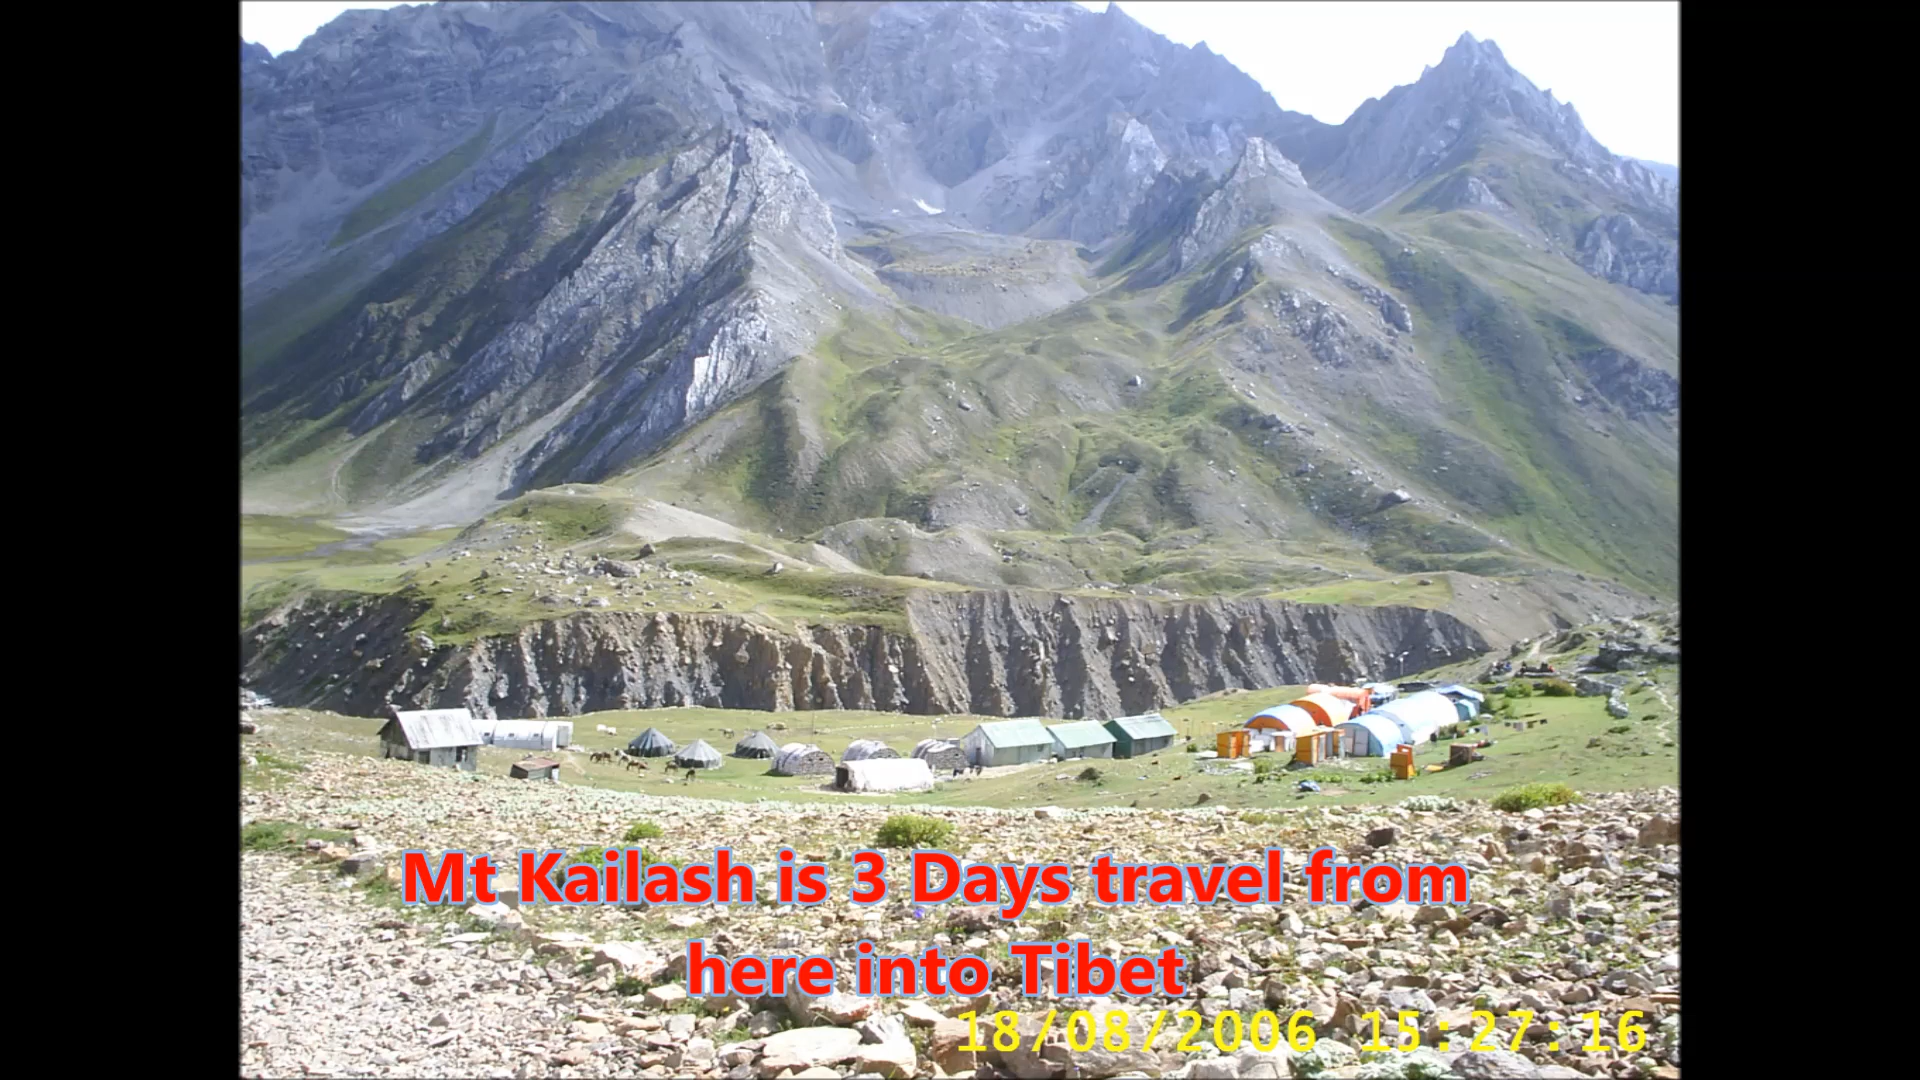 Mt Kailash is 3 Days travel from
here into Tibet
18/08/2006 15:27:16